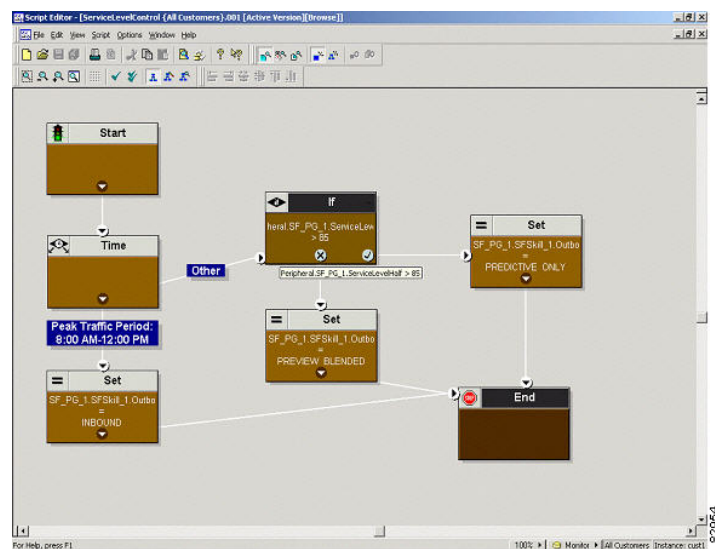 Script Editor - [ServiceLevelControl {All Customers}.001 [Active Version][Browse]]
File Edit View Script Options Window Help
Start
Time
Other
Peak Traffic Period:
8:00 AM-12:00 PM
Set
SF_PG_1.SFSkill_1.Outbo
=
INBOUND
If
heral.SF_PG_1.ServiceLew
> 85
Peripheral.SF_PG_1.ServiceLevelHalf > 85
Set
SF_PG_1.SFSkill_1.Outbo
=
PREVIEW_BLENDED
Set
SF_PG_1.SFSkill_1.Outbo
=
PREDICTIVE_ONLY
End
For Help, press F1
100%
Monitor
All Customers
Instance: cust1